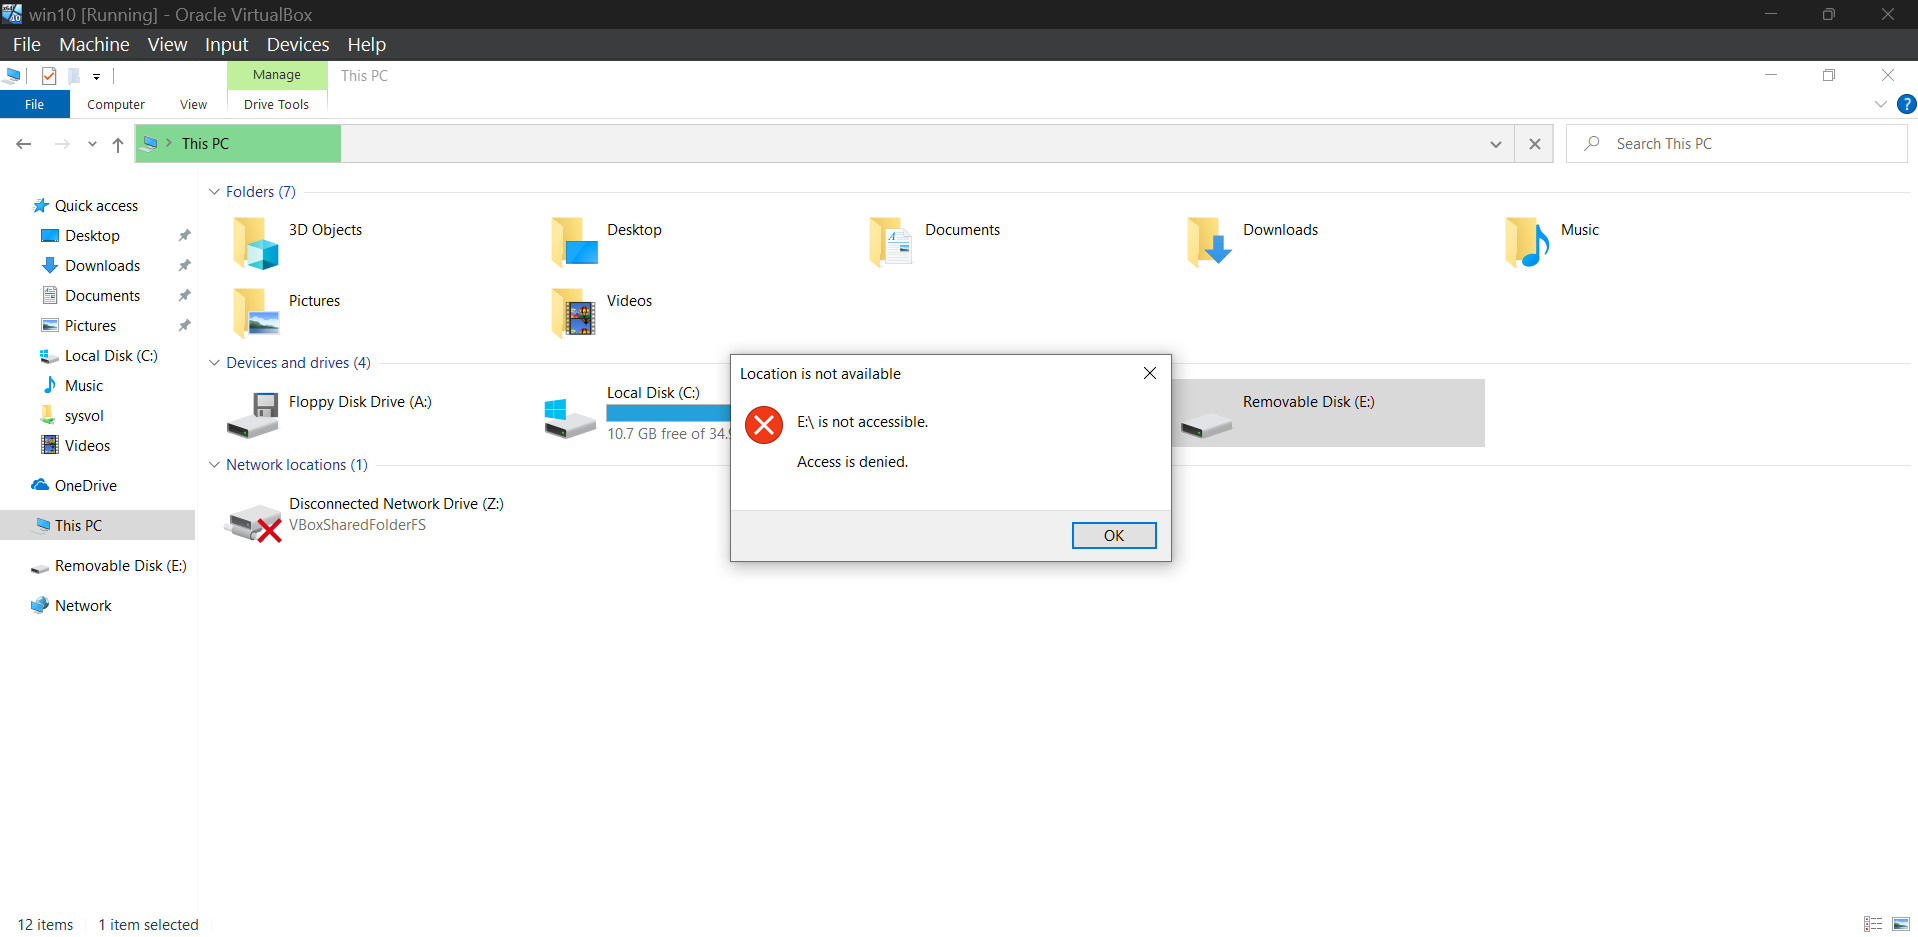 win10 [Running] - Oracle VirtualBox
File Machine View Input Devices Help
Manage This PC
File Computer View Drive Tools
This PC
Search This PC
Quick access
Desktop
Downloads
Documents
Pictures
Local Disk (C:)
Music
sysvol
Videos
OneDrive
This PC
Removable Disk (E:)
Network
Folders (7)
3D Objects
Desktop
Documents
Downloads
Music
Pictures
Videos
Devices and drives (4)
Floppy Disk Drive (A:)
Local Disk (C:)
10.7 GB free of 34.9
Removable Disk (E:)
Network locations (1)
Disconnected Network Drive (Z:)
VBoxSharedFolderFS
Location is not available
E:\ is not accessible.
Access is denied.
OK
12 items 1 item selected